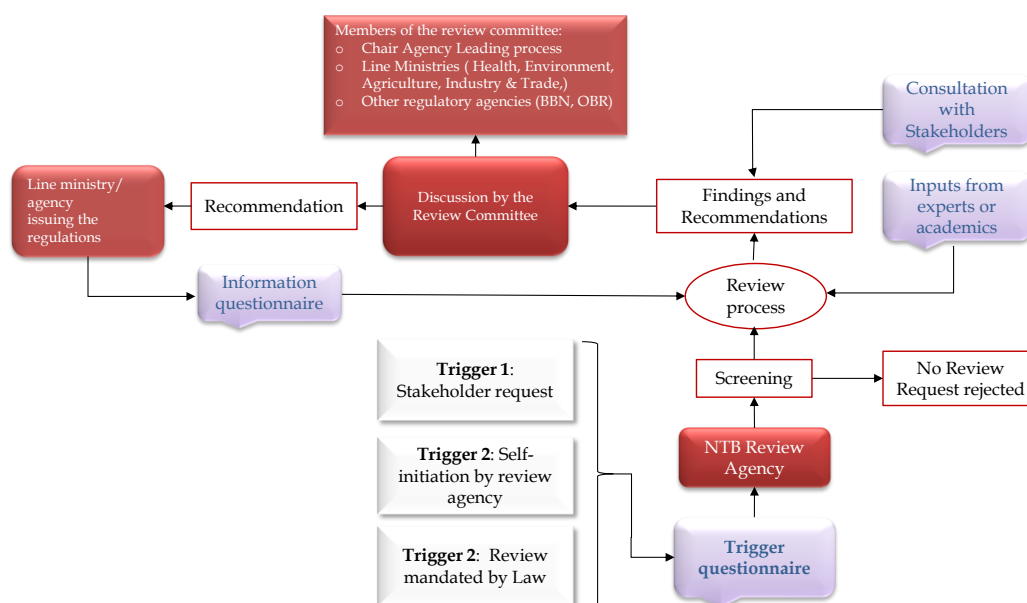 Members of the review committee:
o Chair Agency Leading process
o Line Ministries ( Health, Environment,
Agriculture, Industry & Trade,)
o Other regulatory agencies (BBN, OBR)
Consultation
with
Stakeholders
Line ministry/
agency
issuing the
regulations
Recommendation
Discussion by the
Review Committee
Findings and
Recommendations
Inputs from
experts or
academics
Information
questionnaire
Review
process
Trigger 1:
Stakeholder request
Screening
No Review
Request rejected
Trigger 2: Self-
initiation by review
agency
NTB Review
Agency
Trigger 2: Review
mandated by Law
Trigger
questionnaire